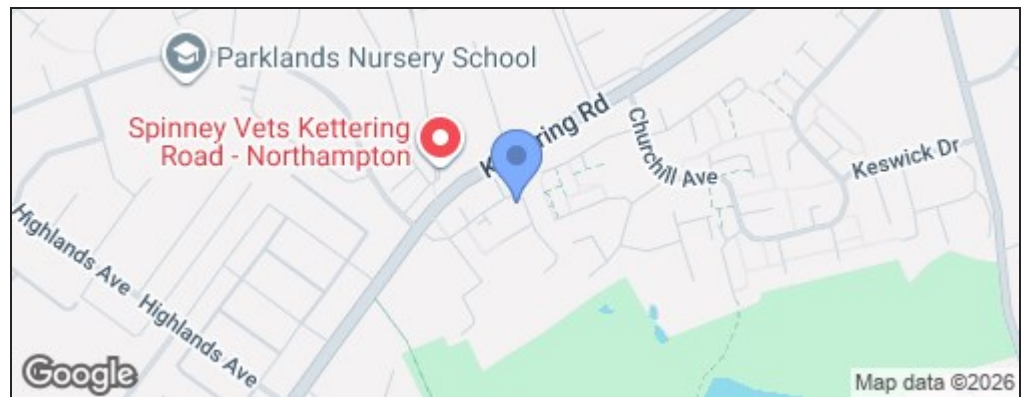 Parklands Nursery School
Spinney Vets Kettering
Road - Northampton
Kettering Rd
Churchill Ave
Keswick Dr
Highlands Ave
Highlands Ave
Google
Map data ©2026